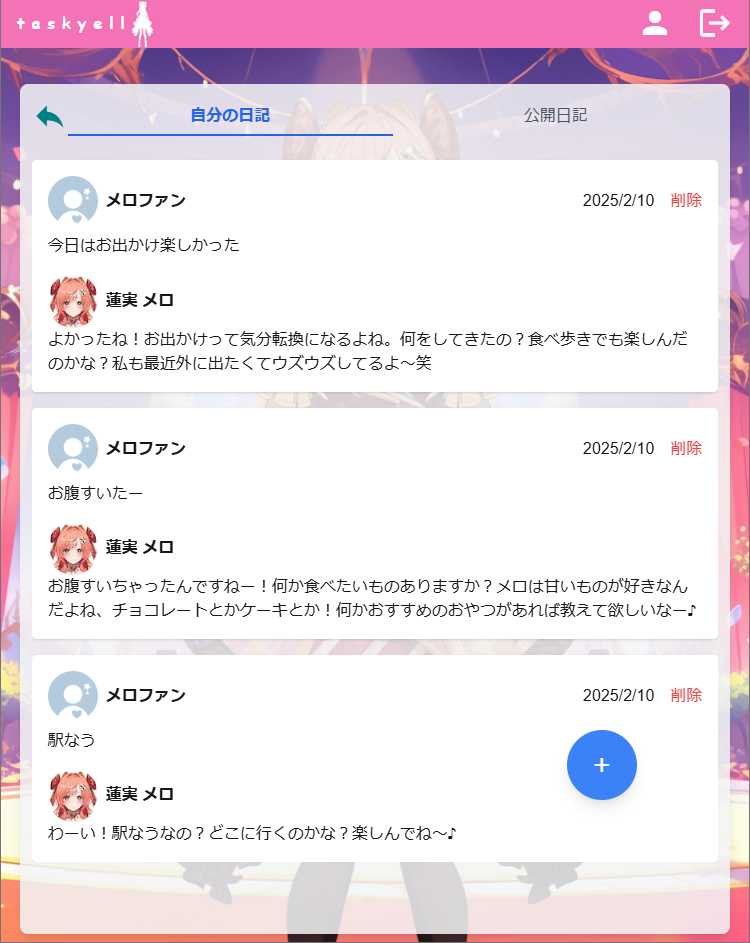 taskyell
自分の日記 公開日記
メロファン 2025/2/10 削除
今日はお出かけ楽しかった
蓮実 メロ
よかったね！お出かけって気分転換になるよね。何をしてきたの？食べ歩きでも楽しんだ
のかな？私も最近外に出たくてウズウズしてるよ〜笑
メロファン 2025/2/10 削除
お腹すいたー
蓮実 メロ
お腹すいちゃったんですねー！何か食べたいものありますか？メロは甘いものが好きなん
だよね、チョコレートとかケーキとか！何かおすすめのおやつがあれば教えて欲しいなー♪
メロファン 2025/2/10 削除
駅なう
+
蓮実 メロ
わーい！駅なうなの？どこに行くのかな？楽しんでね〜♪